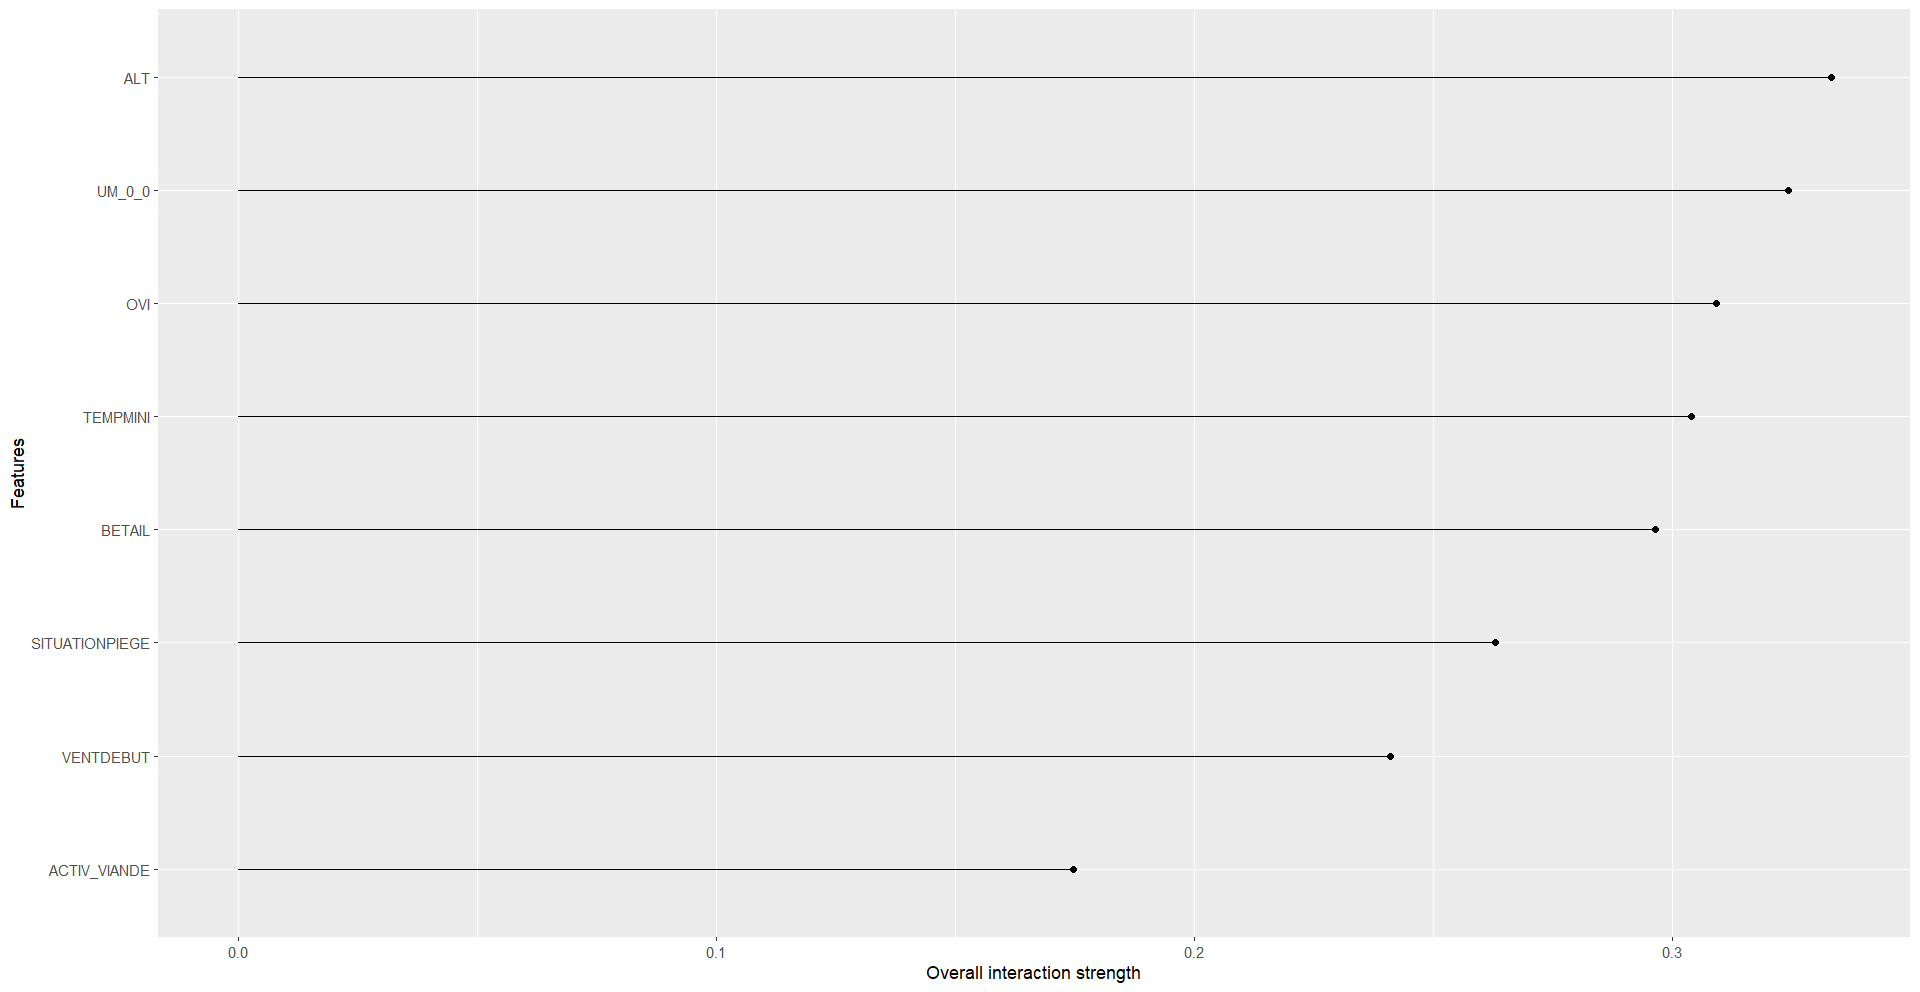 ALT
UM_0_0
OVI
TEMPMINI
BETAIL
SITUATIONPIEGE
VENTDEBUT
ACTIV_VIANDE
Features
0.0 0.1 0.2 0.3
Overall interaction strength